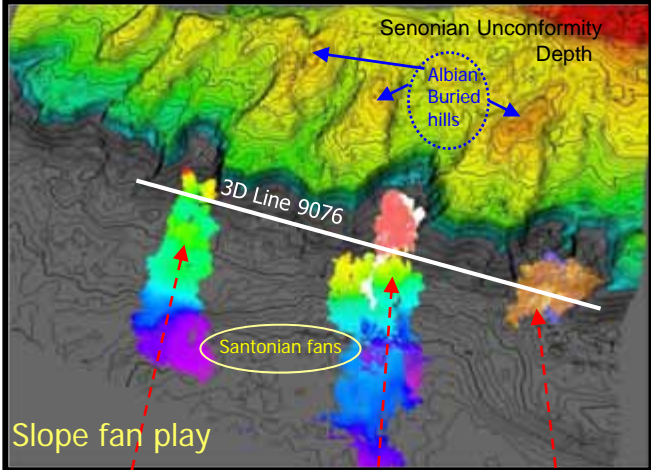 Senonian Unconformity
Depth
Albian
Buried
hills
3D Line 9076
Santonian fans
Slope fan play